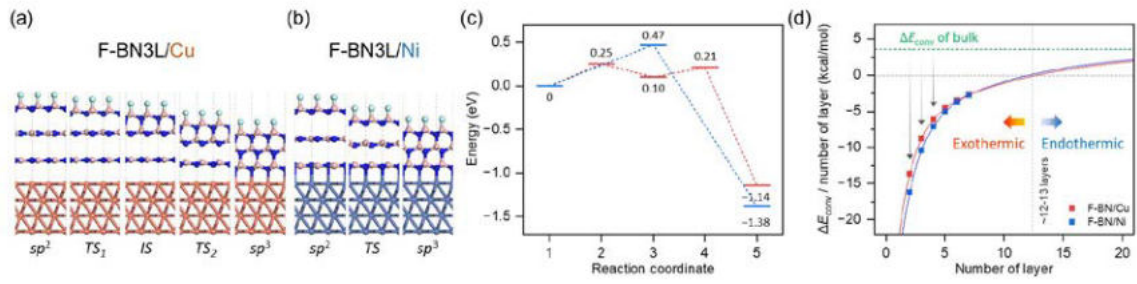 (a)
F-BN3L/Cu
sp²
TS₁
IS
TS₂
sp³
(b)
F-BN3L/Ni
sp²
TS
sp³
(c)
Energy (eV)
0.5
0.0
−0.5
−1.0
−1.5
0
0.25
0.47
0.10
0.21
−1.14
−1.38
1 2 3 4 5
Reaction coordinate
(d)
ΔE_conv / number of layer (kcal/mol)
5
0
−5
−10
−15
−20
ΔE_conv of bulk
Exothermic
Endothermic
~12-13 layers
F-BN/Cu
F-BN/Ni
0 5 10 15 20
Number of layer